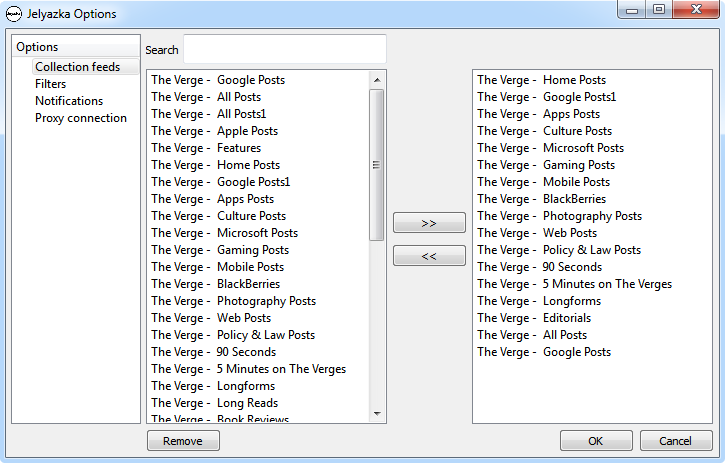 Jelyazka Options
Options
Collection feeds
Filters
Notifications
Proxy connection
Search
The Verge - Google Posts
The Verge - All Posts
The Verge - All Posts1
The Verge - Apple Posts
The Verge - Features
The Verge - Home Posts
The Verge - Google Posts1
The Verge - Apps Posts
The Verge - Culture Posts
The Verge - Microsoft Posts
The Verge - Gaming Posts
The Verge - Mobile Posts
The Verge - BlackBerries
The Verge - Photography Posts
The Verge - Web Posts
The Verge - Policy & Law Posts
The Verge - 90 Seconds
The Verge - 5 Minutes on The Verges
The Verge - Longforms
The Verge - Long Reads
The Verge - Book Reviews
>>
<<
The Verge - Home Posts
The Verge - Google Posts1
The Verge - Apps Posts
The Verge - Culture Posts
The Verge - Microsoft Posts
The Verge - Gaming Posts
The Verge - Mobile Posts
The Verge - BlackBerries
The Verge - Photography Posts
The Verge - Web Posts
The Verge - Policy & Law Posts
The Verge - 90 Seconds
The Verge - 5 Minutes on The Verges
The Verge - Longforms
The Verge - Editorials
The Verge - All Posts
The Verge - Google Posts
Remove
OK
Cancel